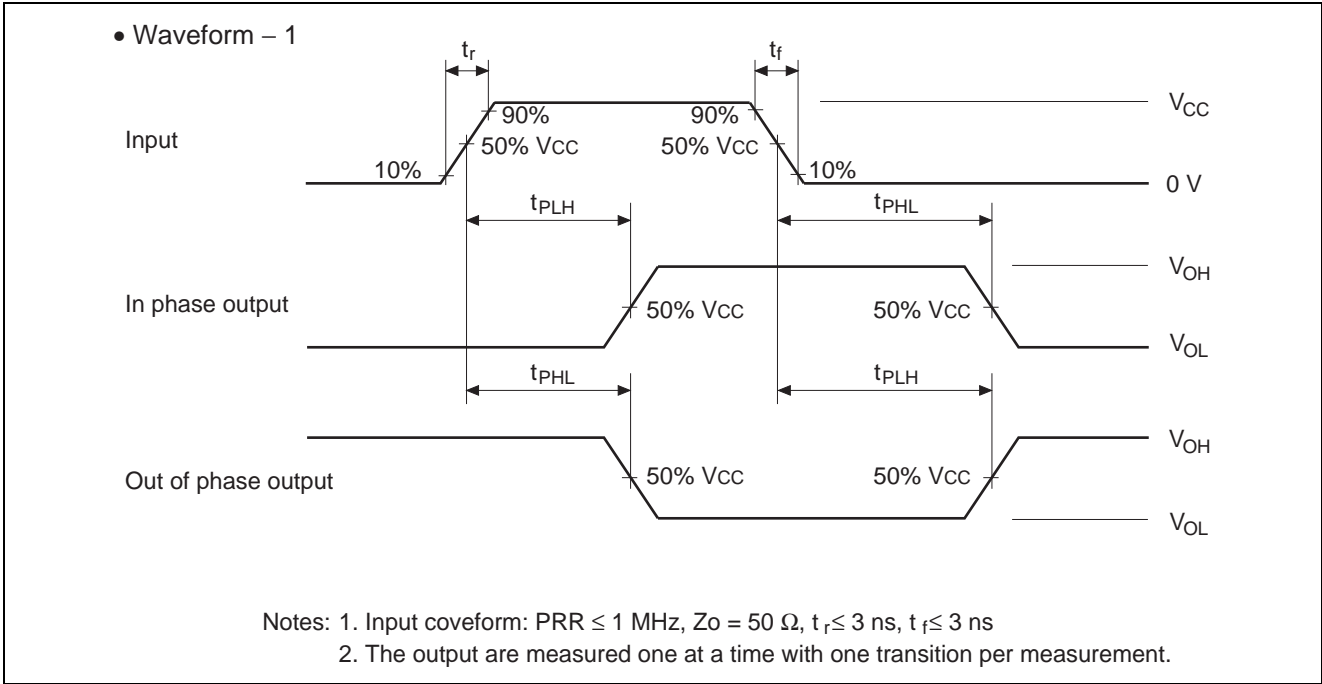 • Waveform – 1
tr
tf
VCC
90%
90%
Input
50% VCC
50% VCC
10%
10%
0 V
tPLH
tPHL
VOH
In phase output
50% VCC
50% VCC
VOL
tPHL
tPLH
VOH
Out of phase output
50% VCC
50% VCC
VOL
Notes: 1. Input coveform: PRR ≤ 1 MHz, Zo = 50 Ω, t r ≤ 3 ns, t f ≤ 3 ns
2. The output are measured one at a time with one transition per measurement.